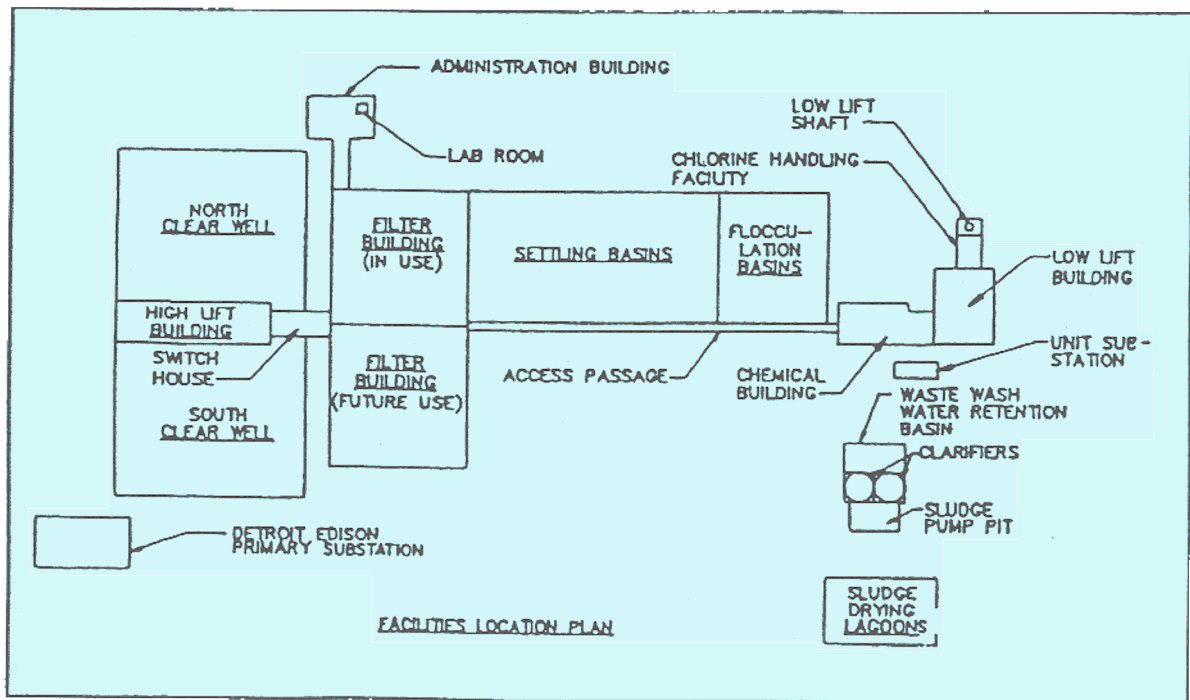 ADMINISTRATION BUILDING
LAB ROOM
LOW LIFT
SHAFT
CHLORINE HANDLING
FACILITY
NORTH
CLEAR WELL
FILTER
BUILDING
(IN USE)
SETTLING BASINS
FLOCCU-
LATION
BASINS
LOW LIFT
BUILDING
HIGH LIFT
BUILDING
SWITCH
HOUSE
FILTER
BUILDING
(FUTURE USE)
ACCESS PASSAGE
CHEMICAL
BUILDING
UNIT SUB-
STATION
SOUTH
CLEAR WELL
WASTE WASH
WATER RETENTION
BASIN
CLARIFIERS
SLUDGE
PUMP PIT
DETROIT EDISON
PRIMARY SUBSTATION
SLUDGE
DRYING
LAGOONS
FACILITIES LOCATION PLAN